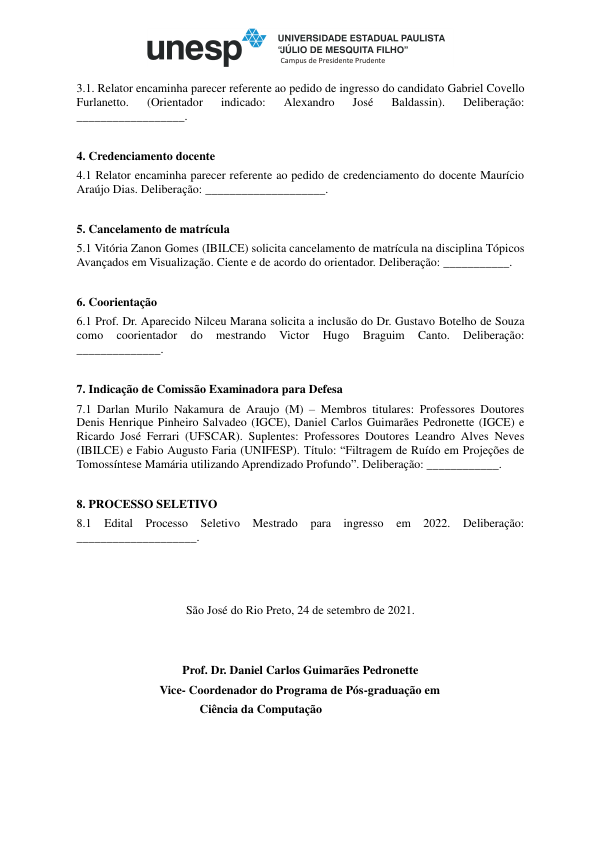 unesp
UNIVERSIDADE ESTADUAL PAULISTA
"JÚLIO DE MESQUITA FILHO"
Campus de Presidente Prudente
3.1. Relator encaminha parecer referente ao pedido de ingresso do candidato Gabriel Covello
Furlanetto. (Orientador indicado: Alexandro José Baldassin). Deliberação:
__________________.
4. Credenciamento docente
4.1 Relator encaminha parecer referente ao pedido de credenciamento do docente Maurício
Araújo Dias. Deliberação: ____________________.
5. Cancelamento de matrícula
5.1 Vitória Zanon Gomes (IBILCE) solicita cancelamento de matrícula na disciplina Tópicos
Avançados em Visualização. Ciente e de acordo do orientador. Deliberação: ___________.
6. Coorientação
6.1 Prof. Dr. Aparecido Nilceu Marana solicita a inclusão do Dr. Gustavo Botelho de Souza
como coorientador do mestrando Victor Hugo Braguim Canto. Deliberação:
______________.
7. Indicação de Comissão Examinadora para Defesa
7.1 Darlan Murilo Nakamura de Araujo (M) – Membros titulares: Professores Doutores
Denis Henrique Pinheiro Salvadeo (IGCE), Daniel Carlos Guimarães Pedronette (IGCE) e
Ricardo José Ferrari (UFSCAR). Suplentes: Professores Doutores Leandro Alves Neves
(IBILCE) e Fabio Augusto Faria (UNIFESP). Título: “Filtragem de Ruído em Projeções de
Tomossíntese Mamária utilizando Aprendizado Profundo”. Deliberação: ____________.
8. PROCESSO SELETIVO
8.1 Edital Processo Seletivo Mestrado para ingresso em 2022. Deliberação:
____________________.
São José do Rio Preto, 24 de setembro de 2021.
Prof. Dr. Daniel Carlos Guimarães Pedronette
Vice- Coordenador do Programa de Pós-graduação em
Ciência da Computação